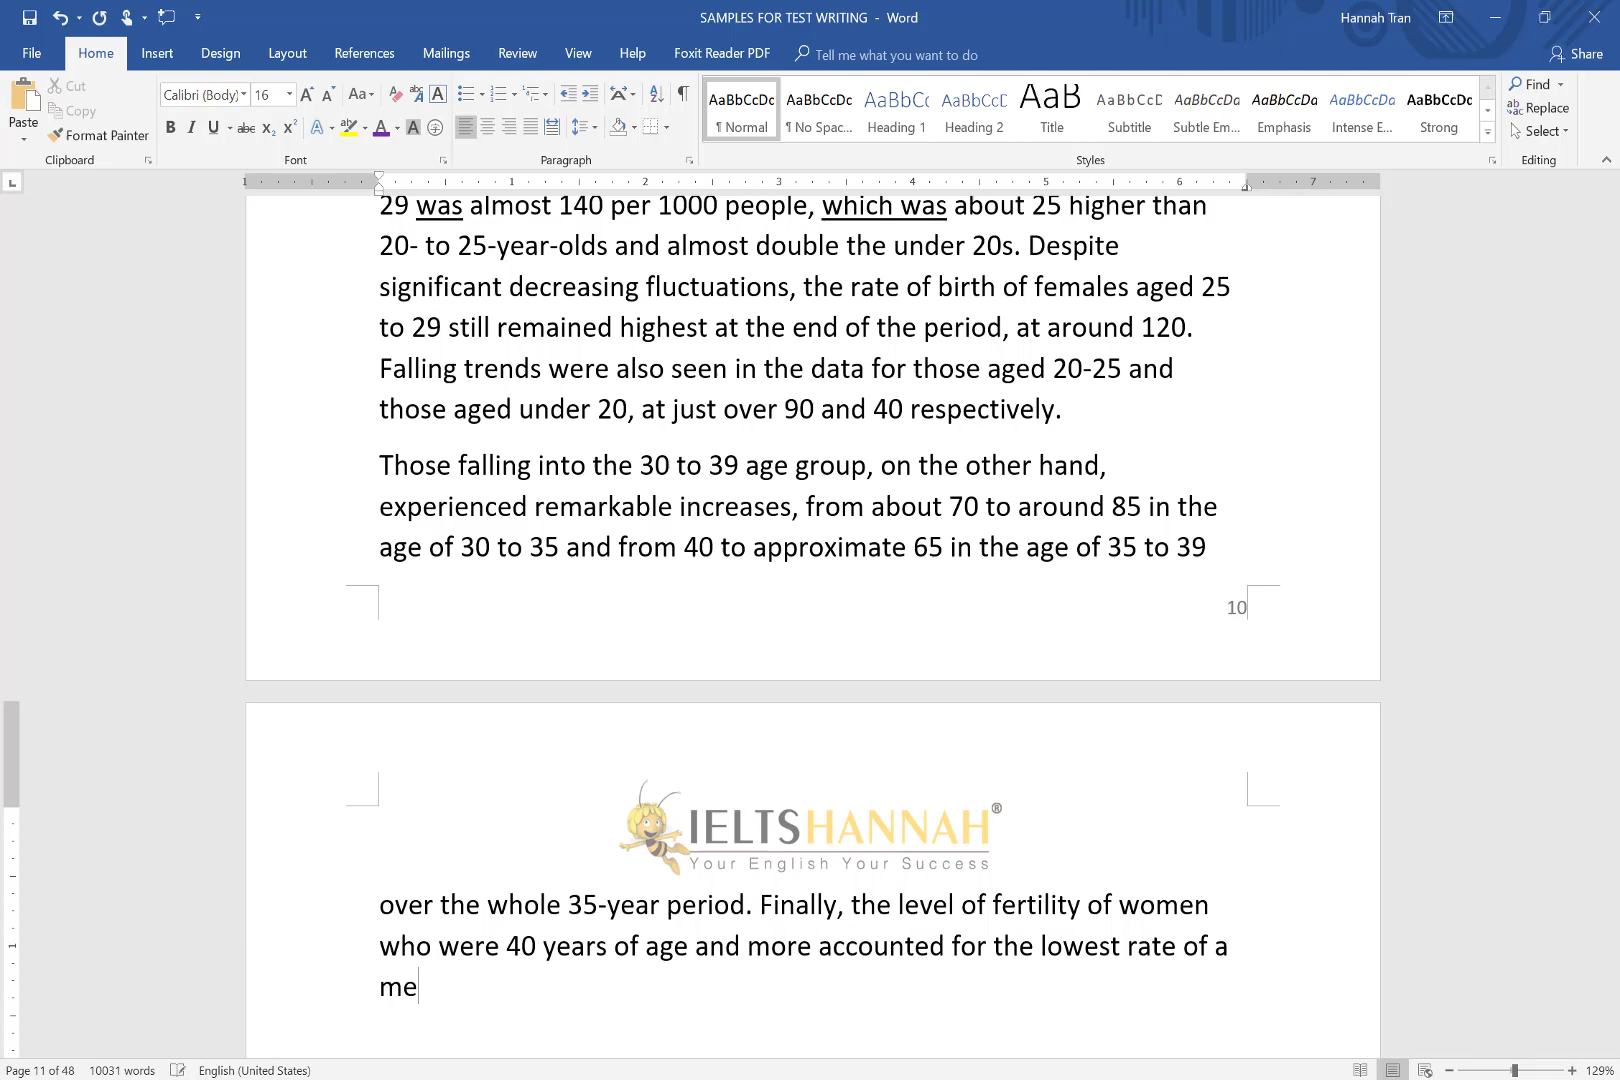 SAMPLES FOR TEST WRITING - Word
Hannah Tran
File Home Insert Design Layout References Mailings Review View Help Foxit Reader PDF Tell me what you want to do Share
Paste
Cut
Copy
Format Painter
Clipboard
Calibri (Body) 16
Font
Paragraph
AaBbCcDc AaBbCcDc AaBbCc AaBbCcD AaB AaBbCcD AaBbCcDa AaBbCcDa AaBbCcDa AaBbCcDc
¶ Normal ¶ No Spac... Heading 1 Heading 2 Title Subtitle Subtle Em... Emphasis Intense E... Strong
Styles
Find
Replace
Select
Editing
1 1 2 3 4 5 6 7
29 was almost 140 per 1000 people, which was about 25 higher than
20- to 25-year-olds and almost double the under 20s. Despite
significant decreasing fluctuations, the rate of birth of females aged 25
to 29 still remained highest at the end of the period, at around 120.
Falling trends were also seen in the data for those aged 20-25 and
those aged under 20, at just over 90 and 40 respectively.
Those falling into the 30 to 39 age group, on the other hand,
experienced remarkable increases, from about 70 to around 85 in the
age of 30 to 35 and from 40 to approximate 65 in the age of 35 to 39
10
IELTSHANNAH®
Your English Your Success
over the whole 35-year period. Finally, the level of fertility of women
who were 40 years of age and more accounted for the lowest rate of a
me
Page 11 of 48 10031 words English (United States) 129%